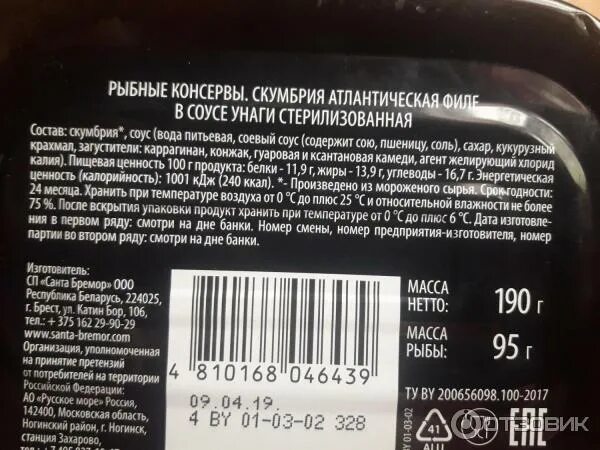 РЫБНЫЕ КОНСЕРВЫ. СКУМБРИЯ АТЛАНТИЧЕСКАЯ ФИЛЕ
В СОУСЕ УНАГИ СТЕРИЛИЗОВАННАЯ
Состав: скумбрия*, соус (вода питьевая, соевый соус (содержит сою, пшеницу, соль), сахар, кукурузный
крахмал, загустители: каррагинан, конжак, гуаровая и ксантановая камеди, агент желирующий хлорид
калия). Пищевая ценность 100 г продукта: белки - 11,9 г, жиры - 13,9 г, углеводы - 16,7 г. Энергетическая
ценность (калорийность): 1001 кДж (240 ккал). *- Произведено из мороженого сырья. Срок годности:
24 месяца. Хранить при температуре воздуха от 0 °С до плюс 25 °С и относительной влажности не более
75 %. После вскрытия упаковки продукт хранить при температуре от 0 °С до плюс 6 °С. Дата изготовле-
ния в первом ряду: смотри на дне банки. Номер смены, номер предприятия-изготовителя, номер
партии во втором ряду: смотри на дне банки.
Изготовитель:
СП «Санта Бремор» ООО
Республика Беларусь, 224025,
г. Брест, ул. Катин Бор, 106,
тел.: + 375 162 29-90-29
www.santa-bremor.com
Организация, уполномоченная
на принятие претензий
от потребителей на территории
Российской Федерации:
АО «Русское море» Россия,
142400, Московская область,
Ногинский район, г. Ногинск,
станция Захарово,
4 810168 046439
09.04.19.
4 BY 01-03-02 328
МАССА
НЕТТО: 190 г
МАССА
РЫБЫ: 95 г
ТУ BY 200656098.100-2017
BY 01-03-02
41
ALU
EAC
ОТЗОВИК